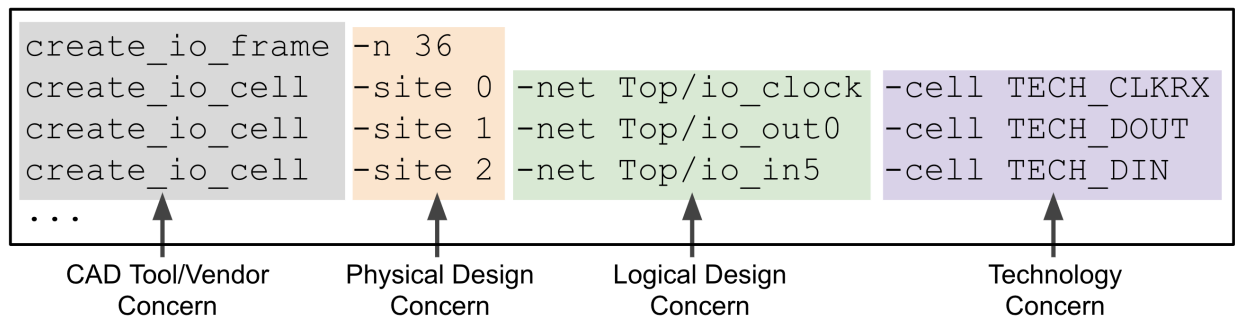 create_io_frame -n 36
create_io_cell -site 0 -net Top/io_clock -cell TECH_CLKRX
create_io_cell -site 1 -net Top/io_out0 -cell TECH_DOUT
create_io_cell -site 2 -net Top/io_in5 -cell TECH_DIN
...
CAD Tool/Vendor
Concern
Physical Design
Concern
Logical Design
Concern
Technology
Concern